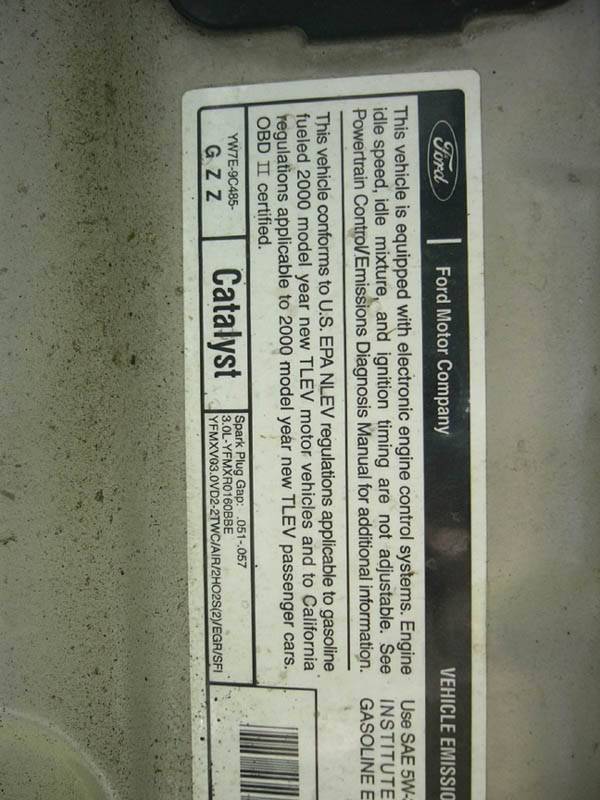 Ford
Ford Motor Company
VEHICLE EMISSIO
This vehicle is equipped with electronic engine control systems. Engine
idle speed, idle mixture, and ignition timing are not adjustable. See
Powertrain Control/Emissions Diagnosis Manual for additional information.
This vehicle conforms to U.S. EPA NLEV regulations applicable to gasoline
fueled 2000 model year new TLEV motor vehicles and to California
regulations applicable to 2000 model year new TLEV passenger cars.
OBD II certified.
Use SAE 5W-
INSTITUTE
GASOLINE E
YW7E-9C485-
G Z Z
Catalyst
Spark Plug Gap: .051-.057
3.0L-YFMXR0160BBE
YFMXV03.0VD2-2TWC/AIR/2HO2S(2)/EGR/SFI